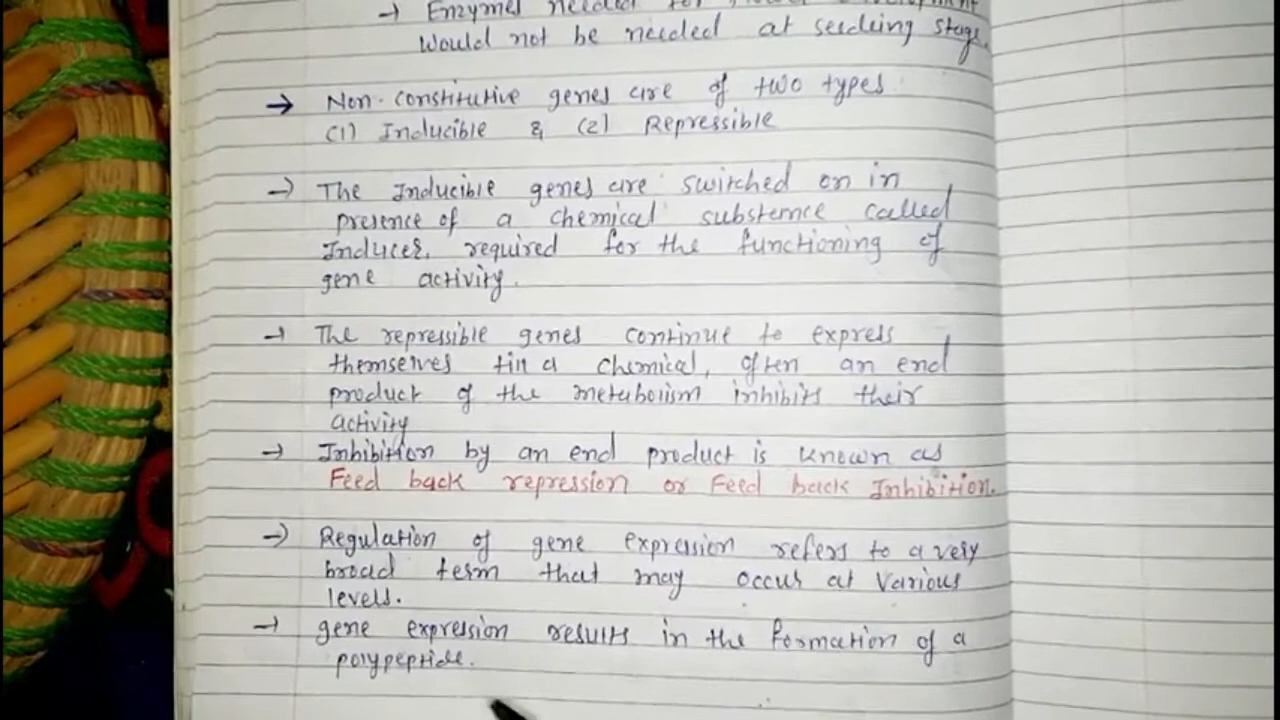 → Enzymes needed for
would not be needed at seedling stage.
→ Non-constitutive genes are of two types
(1) Inducible & (2) Repressible
→ The Inducible genes are switched on in
presence of a chemical substence called
Inducer, required for the functioning of
gene activity.
→ The repressible genes continue to express
themselves till a chemical, often an end
product of the metabolism inhibits their
activity
→ Inhibition by an end product is known as
Feed back repression or Feed back Inhibition.
→ Regulation of gene expression refers to a very
broad term that may occur at various
levels.
→ gene expression results in the formation of a
polypeptide.